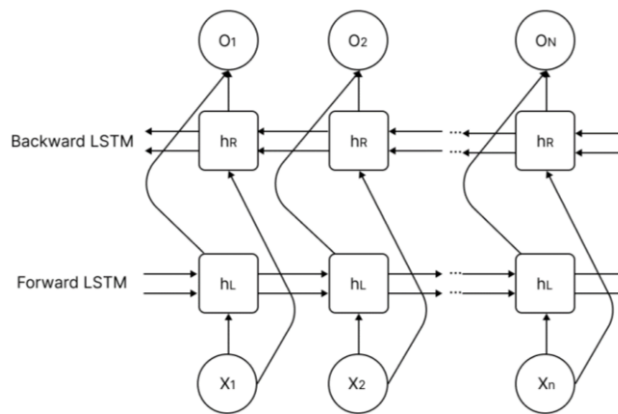 O1 O2 ON
Backward LSTM hR hR ... hR
...
Forward LSTM hL hL ... hL
...
X1 X2 Xn